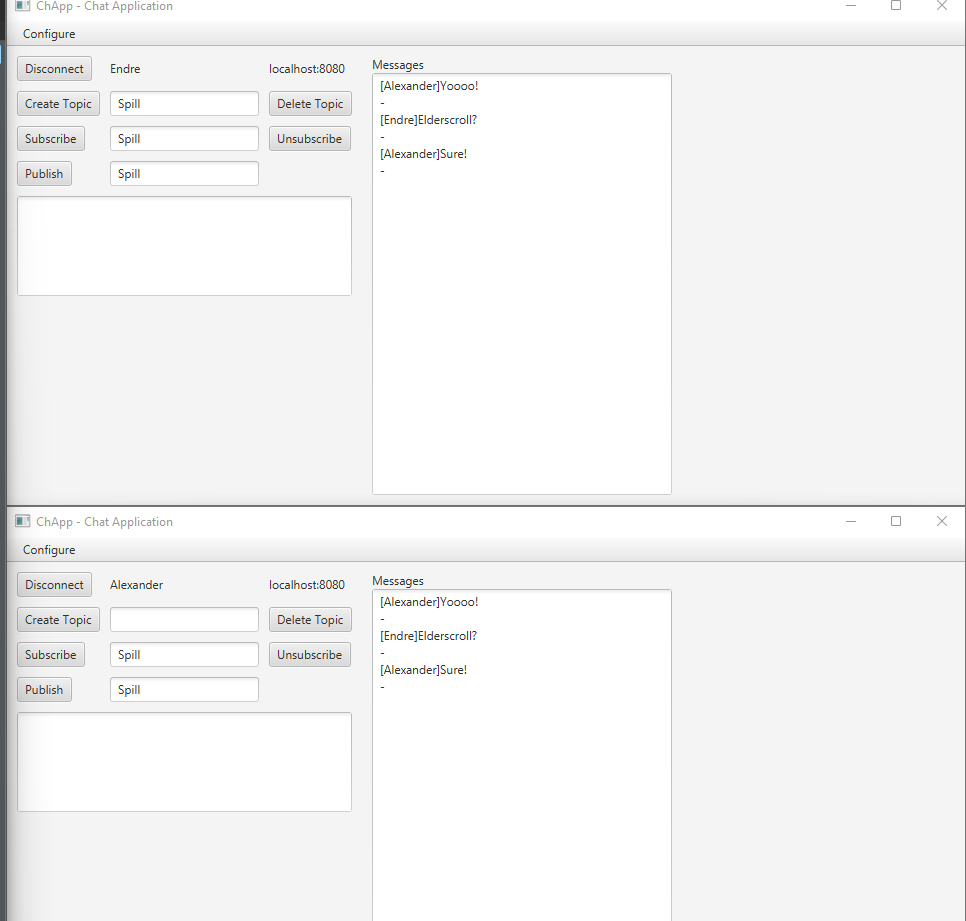 ChApp - Chat Application
Configure
Disconnect Endre localhost:8080
Create Topic Spill Delete Topic
Subscribe Spill Unsubscribe
Publish Spill
Messages
[Alexander]Yoooo!
-
[Endre]Elderscroll?
-
[Alexander]Sure!
-
ChApp - Chat Application
Configure
Disconnect Alexander localhost:8080
Create Topic Delete Topic
Subscribe Spill Unsubscribe
Publish Spill
Messages
[Alexander]Yoooo!
-
[Endre]Elderscroll?
-
[Alexander]Sure!
-